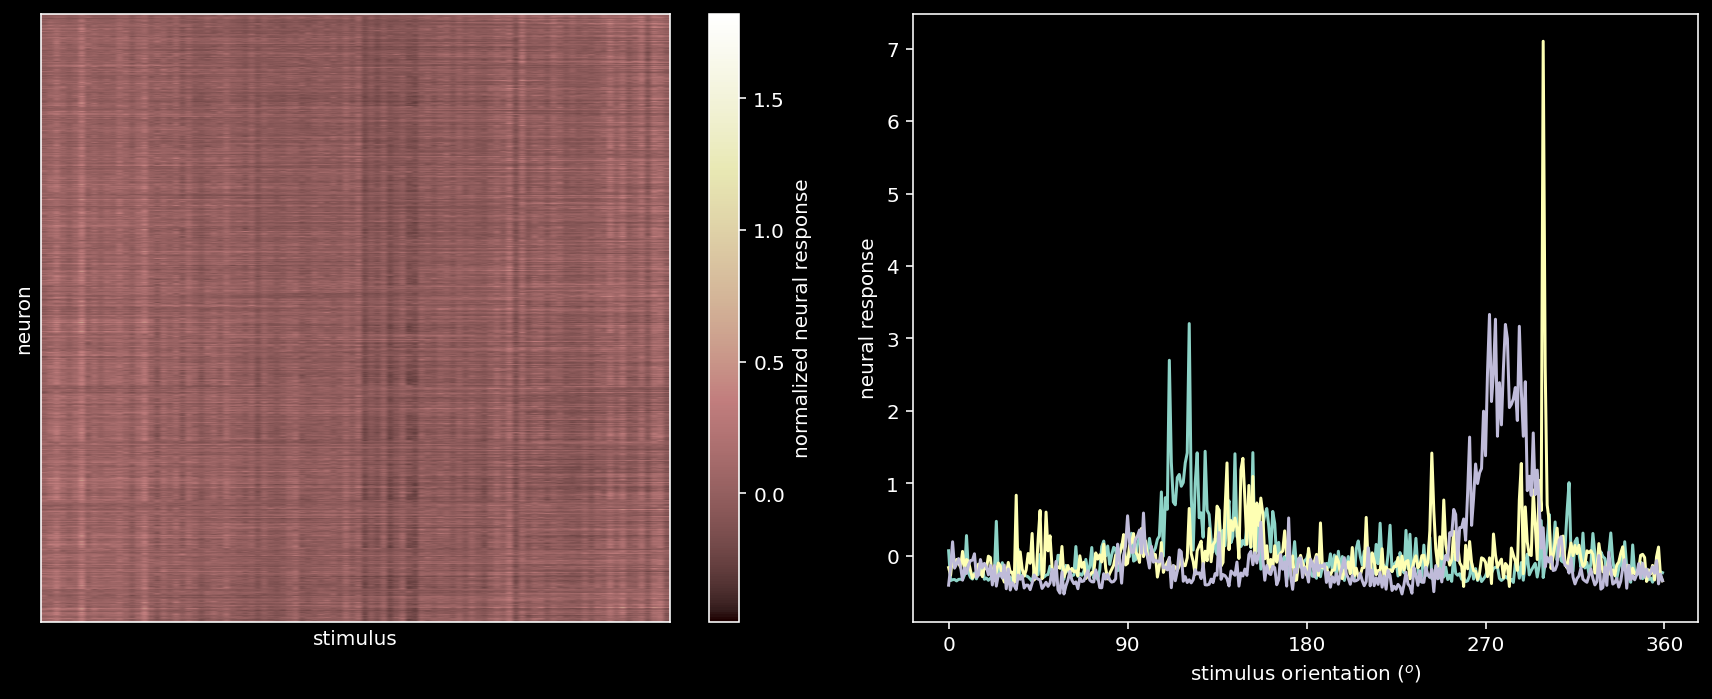 neuron
stimulus
1.5
1.0
0.5
0.0
normalized neural response
neural response
7
6
5
4
3
2
1
0
0 90 180 270 360
stimulus orientation (o)